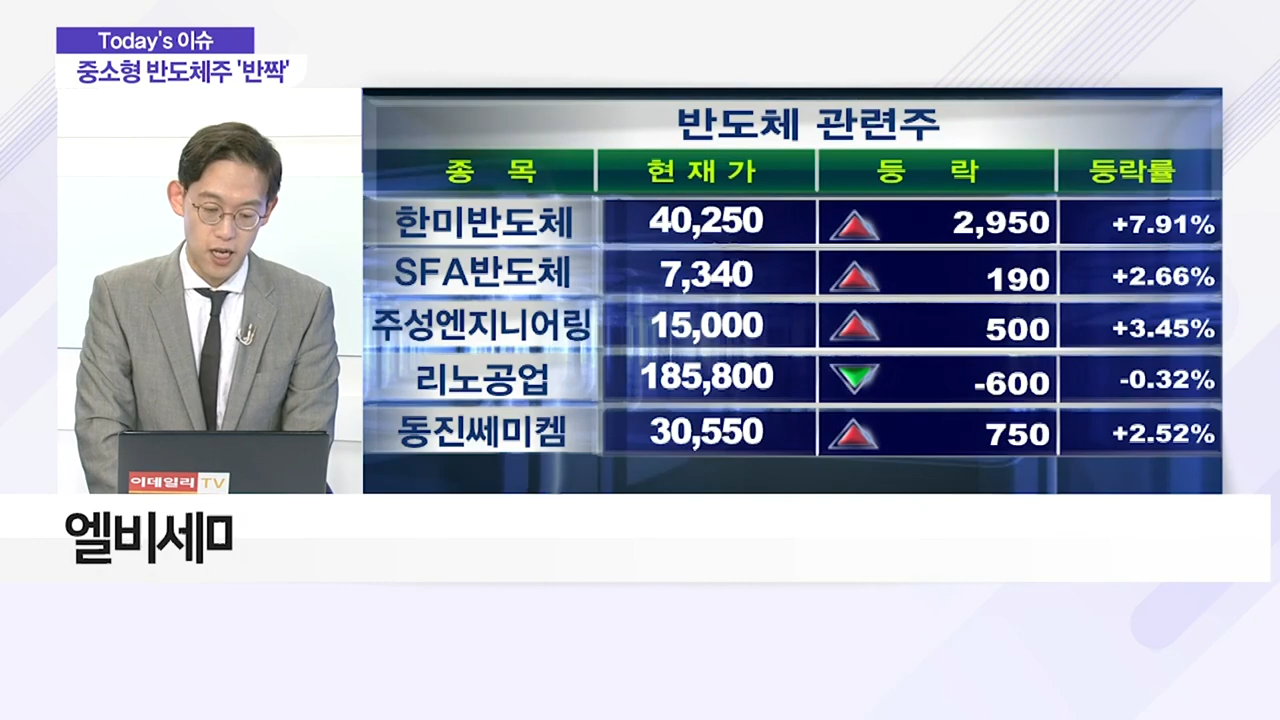 Today's 이슈
중소형 반도체주 '반짝'
반도체 관련주
종 목 현재가 등 락 등락률
한미반도체 40,250 2,950 +7.91%
SFA반도체 7,340 190 +2.66%
주성엔지니어링 15,000 500 +3.45%
리노공업 185,800 -600 -0.32%
동진쎄미켐 30,550 750 +2.52%
이데일리 TV
엘비세ㅁ